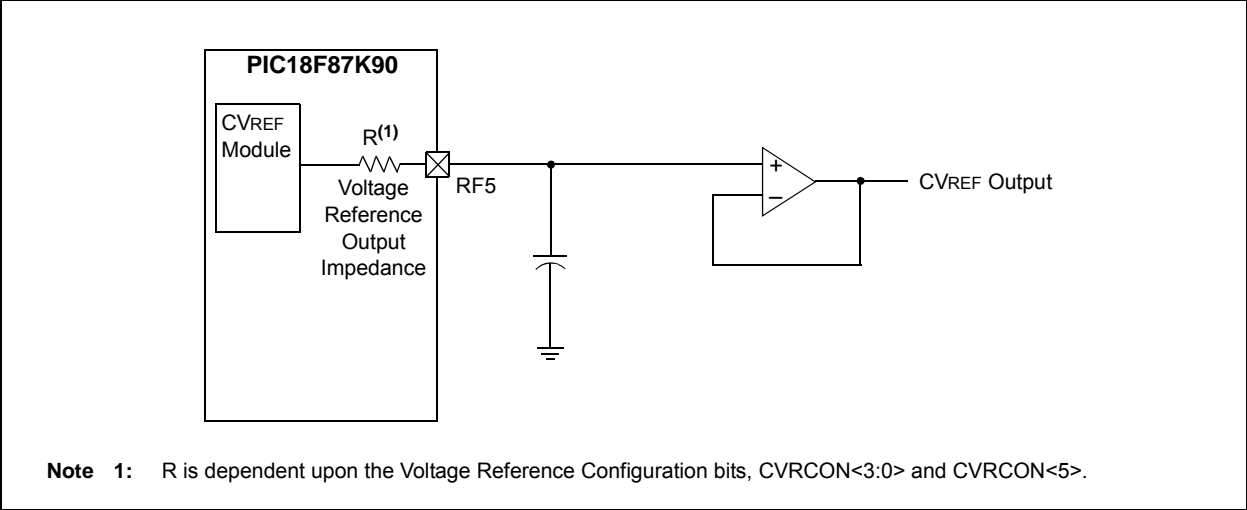 PIC18F87K90
CVREF
Module
R(1)
Voltage
Reference
Output
Impedance
RF5
+
–
CVREF Output
Note 1: R is dependent upon the Voltage Reference Configuration bits, CVRCON<3:0> and CVRCON<5>.